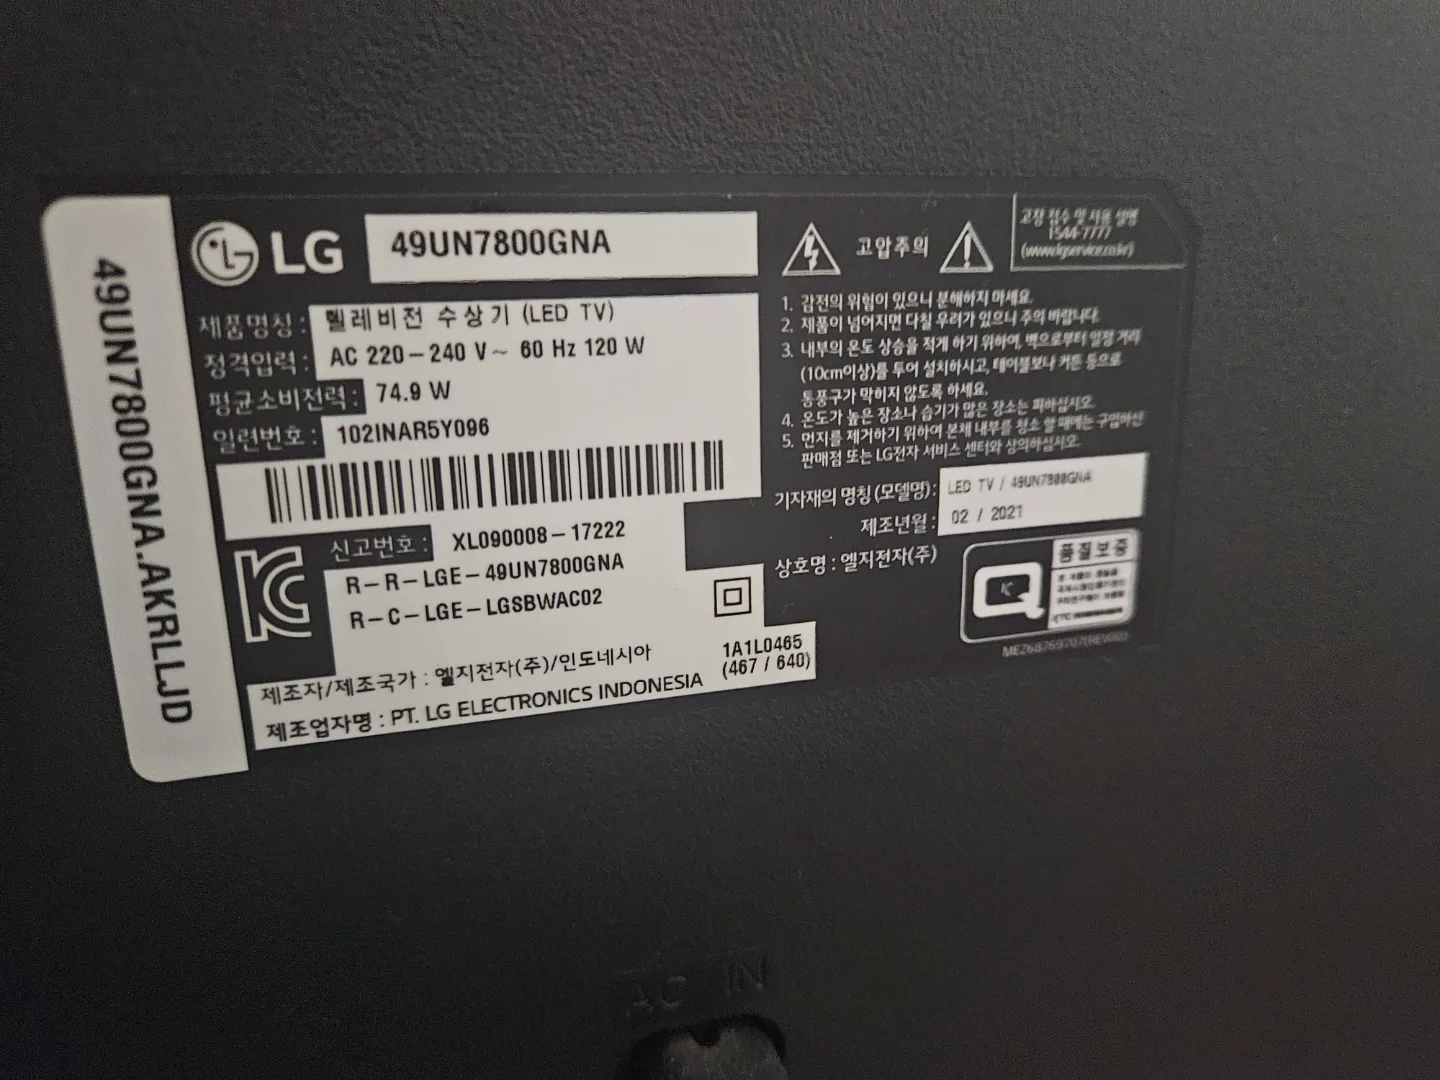 49UN7800GNA.AKRLLJD
LG
49UN7800GNA
제품명칭 : 텔레비전 수상기 (LED TV)
정격입력 : AC 220-240 V~ 60 Hz 120 W
평균소비전력 : 74.9 W
일련번호 : 102INAR5Y096
신고번호 : XL090008-17222
R-R-LGE-49UN7800GNA
R-C-LGE-LGSBWAC02
제조자/제조국가 : 엘지전자(주)/인도네시아
제조업자명 : PT. LG ELECTRONICS INDONESIA
1A1L0465
(467 / 640)
고압주의
고장 접수 및 사용 설명
1544-7777
(www.lgservice.co.kr)
1. 감전의 위험이 있으니 분해하지 마세요.
2. 제품이 넘어지면 다칠 우려가 있으니 주의 바랍니다.
3. 내부의 온도 상승을 적게 하기 위하여, 벽으로부터 일정 거리
(10cm이상)를 두어 설치하시고, 테이블보나 커튼 등으로
통풍구가 막히지 않도록 하세요.
4. 온도가 높은 장소나 습기가 많은 장소는 피하십시오.
5. 먼지를 제거하기 위하여 본체 내부를 청소 할 때에는 구입하신
판매점 또는 LG전자 서비스 센터와 상의하십시오.
기자재의 명칭(모델명) : LED TV / 49UN7800GNA
제조년월 : 02 / 2021
상호명 : 엘지전자(주)
품질보증
MEZ68769707(REV00)
AC IN